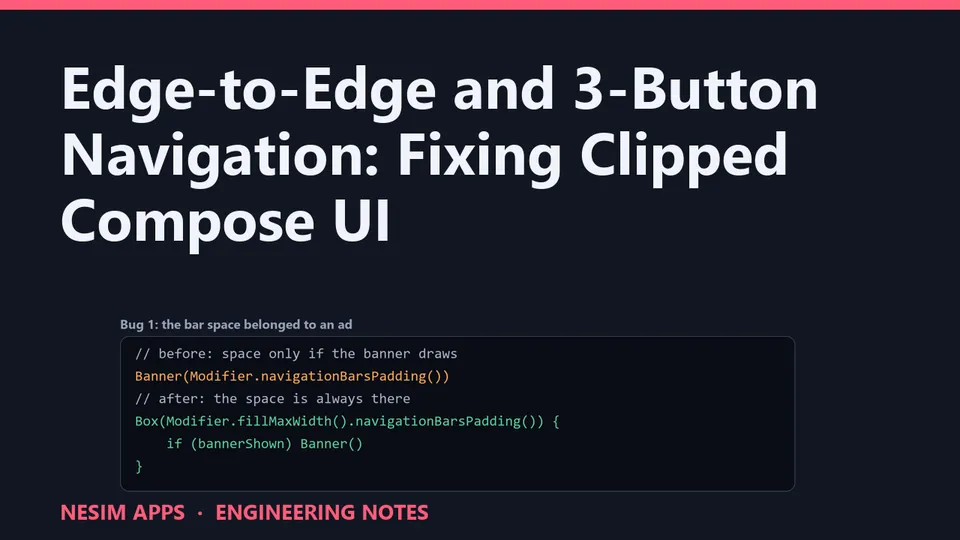 Edge-to-Edge and 3-Button
Navigation: Fixing Clipped
Compose UI
Bug 1: the bar space belonged to an ad
// before: space only if the banner draws
Banner(Modifier.navigationBarsPadding())
// after: the space is always there
Box(Modifier.fillMaxWidth().navigationBarsPadding()) {
    if (bannerShown) Banner()
}
NESIM APPS · ENGINEERING NOTES